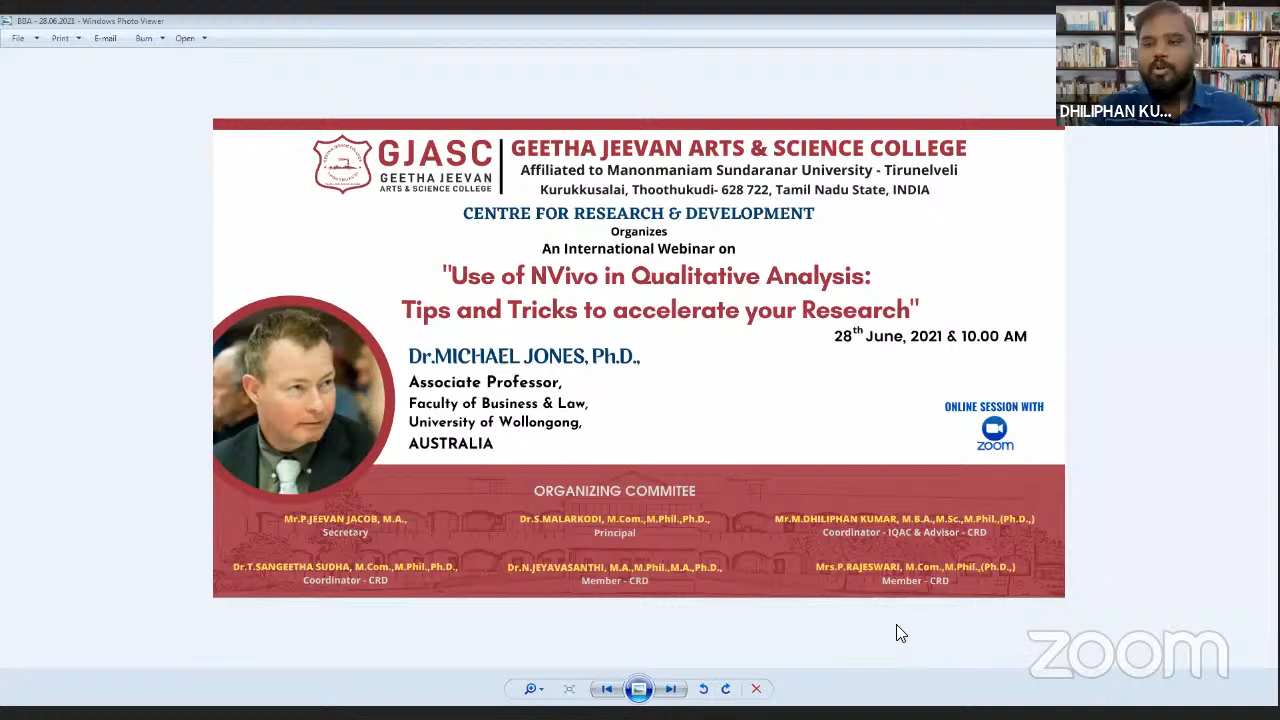 BBA - 28.06.2021 - Windows Photo Viewer
File Print E-mail Burn Open
DHILIPHAN KU...
GJASC
GEETHA JEEVAN
ARTS & SCIENCE COLLEGE
GEETHA JEEVAN ARTS & SCIENCE COLLEGE
Affiliated to Manonmaniam Sundaranar University - Tirunelveli
Kurukkusalai, Thoothukudi- 628 722, Tamil Nadu State, INDIA
CENTRE FOR RESEARCH & DEVELOPMENT
Organizes
An International Webinar on
"Use of NVivo in Qualitative Analysis:
Tips and Tricks to accelerate your Research"
28th June, 2021 & 10.00 AM
Dr.MICHAEL JONES, Ph.D.,
Associate Professor,
Faculty of Business & Law,
University of Wollongong,
AUSTRALIA
ONLINE SESSION WITH
zoom
ORGANIZING COMMITEE
Mr.P.JEEVAN JACOB, M.A.,
Secretary
Dr.S.MALARKODI, M.Com.,M.Phil.,Ph.D.,
Principal
Mr.M.DHILIPHAN KUMAR, M.B.A.,M.Sc.,M.Phil.,(Ph.D.,)
Coordinator - IQAC & Advisor - CRD
Dr.T.SANGEETHA SUDHA, M.Com.,M.Phil.,Ph.D.,
Coordinator - CRD
Dr.N.JEYAVASANTHI, M.A.,M.Phil.,M.A.,Ph.D.,
Member - CRD
Mrs.P.RAJESWARI, M.Com.,M.Phil.,(Ph.D.,)
Member - CRD
zoom